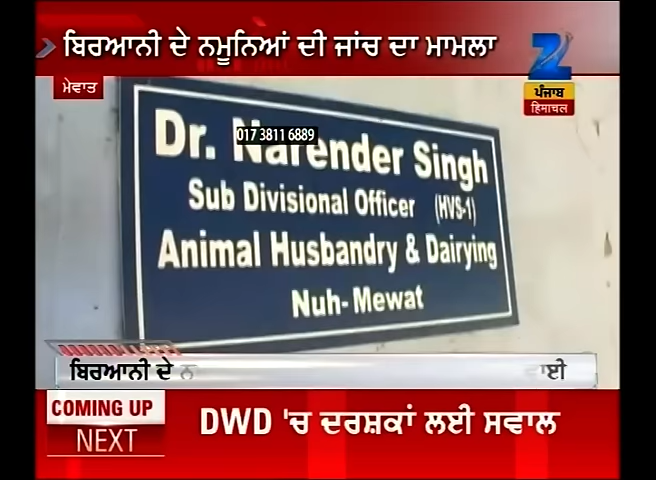 ਬਿਰਆਨੀ ਦੇ ਨਮੂਨਿਆਂ ਦੀ ਜਾਂਚ ਦਾ ਮਾਮਲਾ
ਮੇਵਾਤ
ਪੰਜਾਬ
ਹਿਮਾਚਲ
017 3811 6889
Dr. Narender Singh
Sub Divisional Officer (HVS-1)
Animal Husbandry & Dairying
Nuh-Mewat
ਬਿਰਆਨੀ ਦੇ
COMING UP
NEXT
DWD 'ਚ ਦਰਸ਼ਕਾਂ ਲਈ ਸਵਾਲ